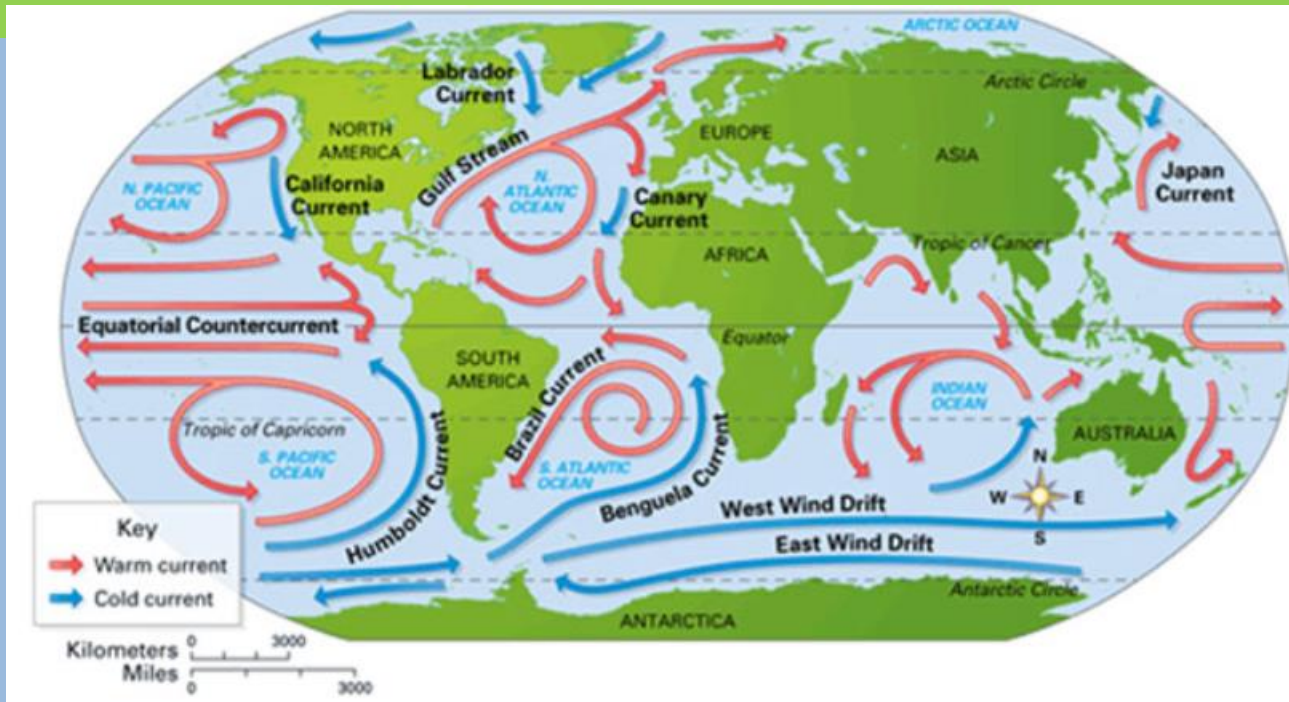 ARCTIC OCEAN
Labrador
Current
Arctic Circle
NORTH
AMERICA
EUROPE
ASIA
Gulf Stream
N. PACIFIC
OCEAN
California
Current
N.
ATLANTIC
OCEAN
Canary
Current
Japan
Current
AFRICA
Tropic of Cancer
Equatorial Countercurrent
Equator
SOUTH
AMERICA
Brazil Current
INDIAN
OCEAN
Tropic of Capricorn
S. PACIFIC
OCEAN
AUSTRALIA
S. ATLANTIC
OCEAN
Humboldt Current
Benguela Current
N
W
E
S
West Wind Drift
East Wind Drift
Antarctic Circle
ANTARCTICA
Key
Warm current
Cold current
Kilometers
0 3000
Miles
0 3000